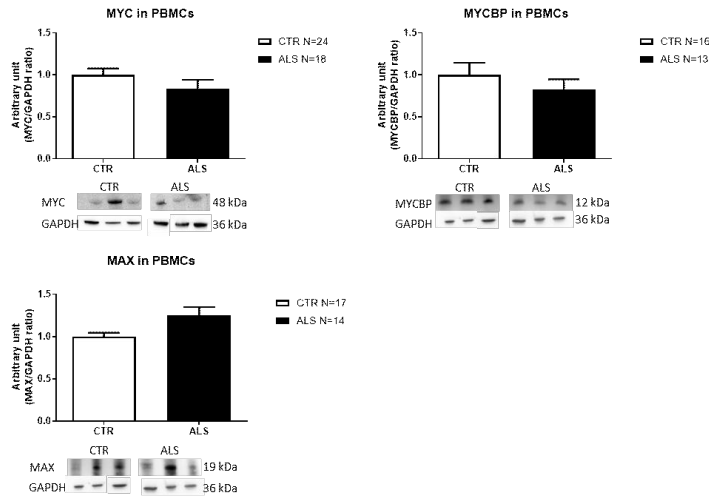 MYC in PBMCs
Arbitrary unit
(MYC/GAPDH ratio)
1.5
1.0
0.5
0.0
CTR
ALS
CTR N=24
ALS N=18
CTR
ALS
MYC
48 kDa
GAPDH
36 kDa
MYCBP in PBMCs
Arbitrary unit
(MYCBP/GAPDH ratio)
1.5
1.0
0.5
0.0
CTR
ALS
CTR N=16
ALS N=13
CTR
ALS
MYCBP
12 kDa
GAPDH
36 kDa
MAX in PBMCs
Arbitrary unit
(MAX/GAPDH ratio)
1.5
1.0
0.5
0.0
CTR
ALS
CTR N=17
ALS N=14
CTR
ALS
MAX
19 kDa
GAPDH
36 kDa